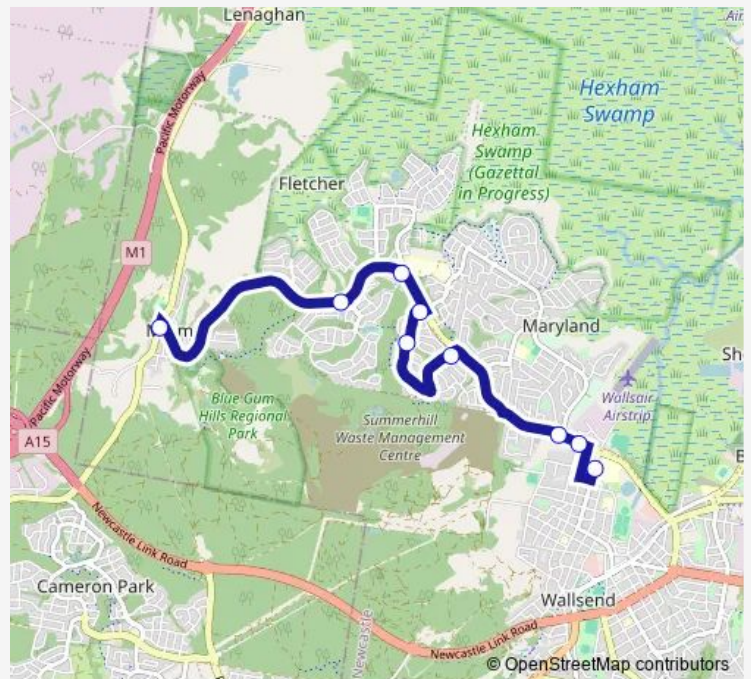 Lenaghan
Pacific Motorway
Hexham
Swamp
Hexham
Swamp
(Gazettal
in Progress)
Fletcher
M1
Maryland
Wallsair
Airstrip
Blue Gum
Hills Regional
Park
Summerhill
Waste Management
Centre
Pacific Motorway
A15
Newcastle Link Road
Cameron Park
Newcastle
Wallsend
Newcastle Link Road
© OpenStreetMap contributors